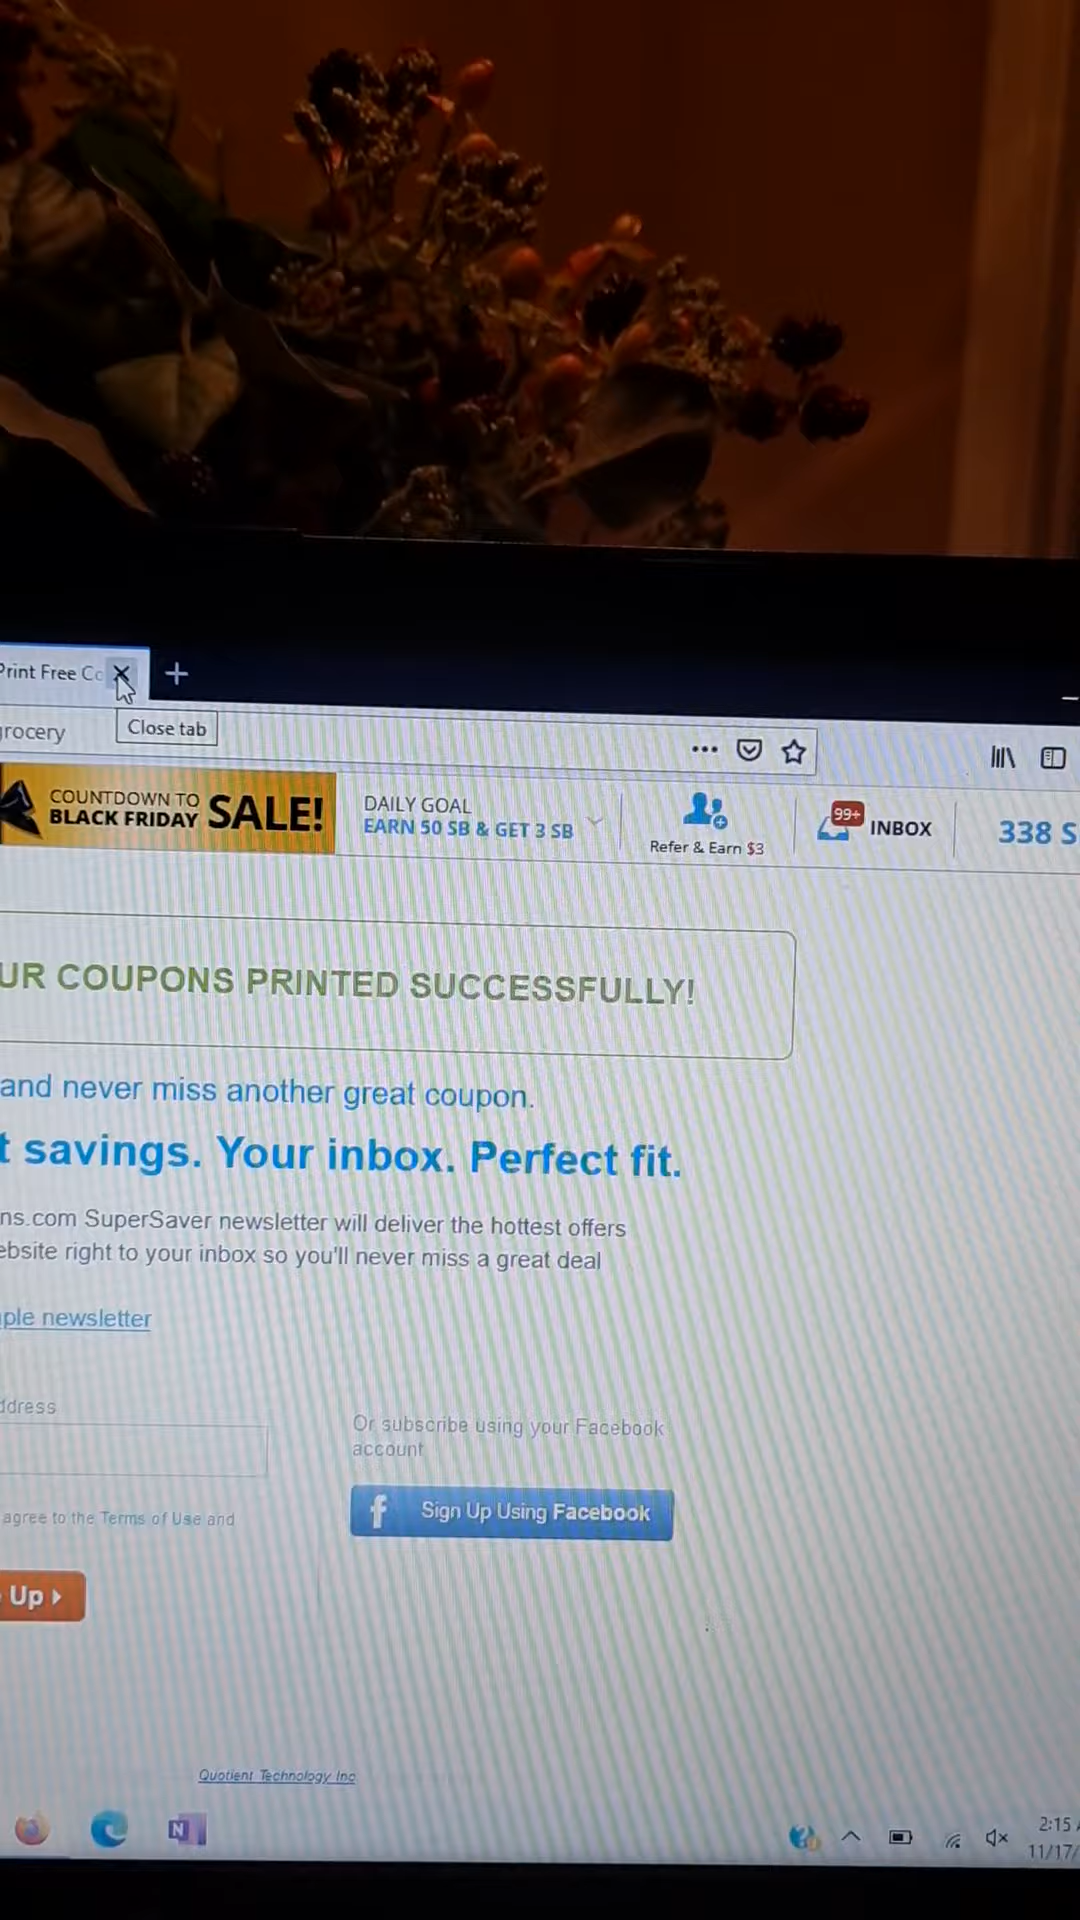 Print Free Co
Close tab
grocery
COUNTDOWN TO
BLACK FRIDAY SALE!
DAILY GOAL
EARN 50 SB & GET 3 SB
Refer & Earn $3
99+
INBOX
338 S
UR COUPONS PRINTED SUCCESSFULLY!
and never miss another great coupon.
t savings. Your inbox. Perfect fit.
ns.com SuperSaver newsletter will deliver the hottest offers
ebsite right to your inbox so you'll never miss a great deal
ple newsletter
ddress
Or subscribe using your Facebook
account
f Sign Up Using Facebook
agree to the Terms of Use and
Up
Quotient Technology Inc
N
2:15 A
11/17/